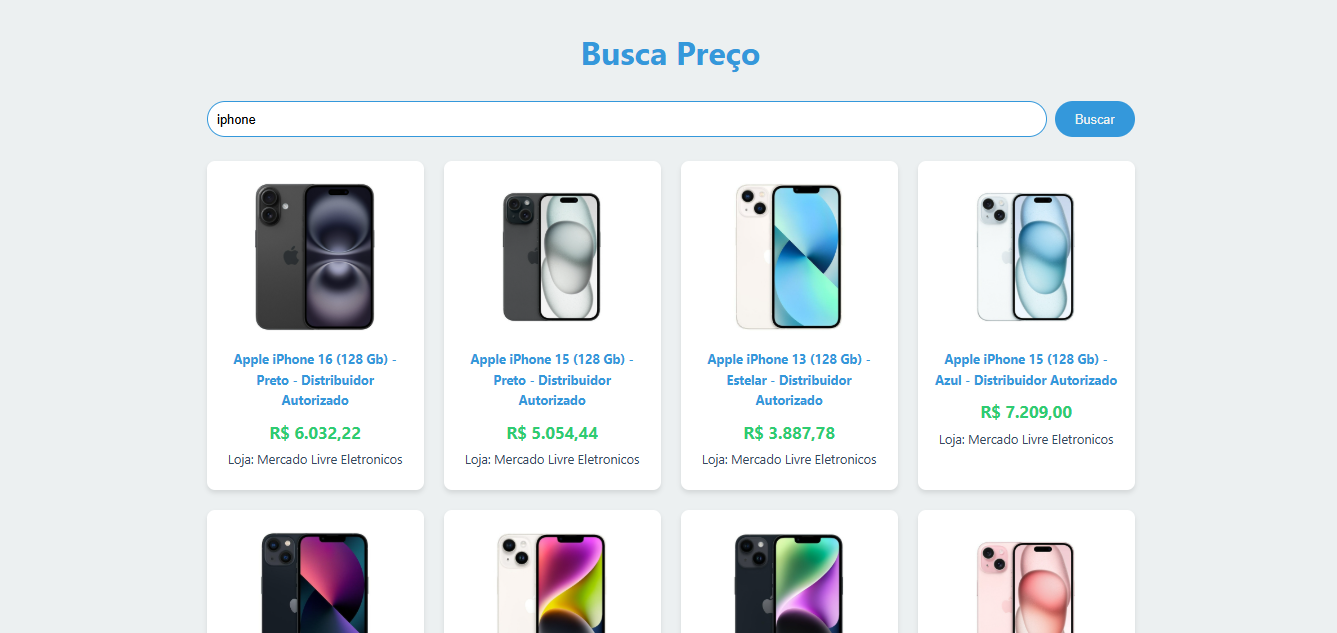 Busca Preço
iphone
Buscar
Apple iPhone 16 (128 Gb) -
Preto - Distribuidor
Autorizado
R$ 6.032,22
Loja: Mercado Livre Eletronicos
Apple iPhone 15 (128 Gb) -
Preto - Distribuidor
Autorizado
R$ 5.054,44
Loja: Mercado Livre Eletronicos
Apple iPhone 13 (128 Gb) -
Estelar - Distribuidor
Autorizado
R$ 3.887,78
Loja: Mercado Livre Eletronicos
Apple iPhone 15 (128 Gb) -
Azul - Distribuidor Autorizado
R$ 7.209,00
Loja: Mercado Livre Eletronicos